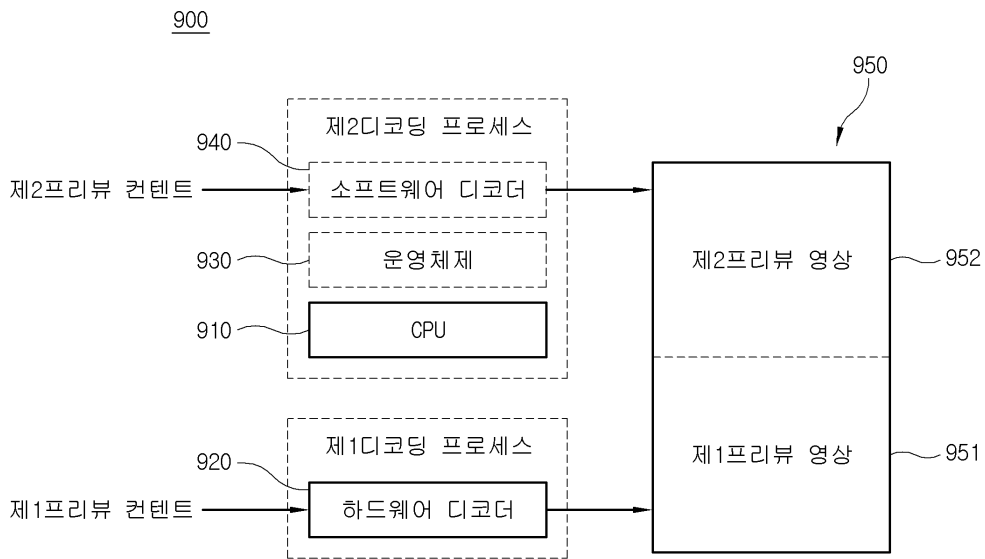 900
950
제2디코딩 프로세스
940
제2프리뷰 컨텐트
소프트웨어 디코더
930
운영체제
제2프리뷰 영상
952
910
CPU
제1디코딩 프로세스
920
제1프리뷰 영상
951
제1프리뷰 컨텐트
하드웨어 디코더